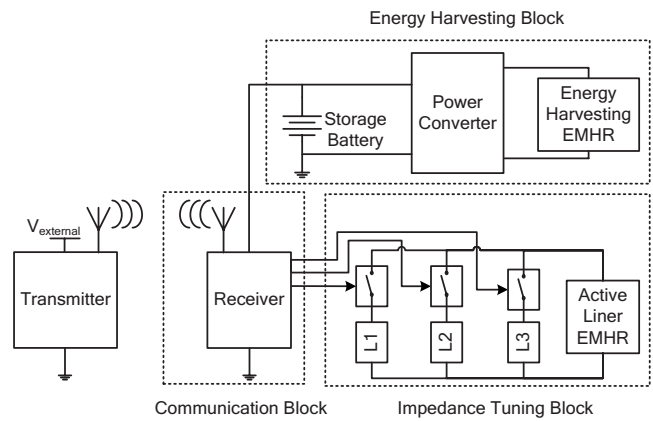 Energy Harvesting Block
Storage
Battery
Power
Converter
Energy
Harvesting
EMHR
Vexternal
Transmitter
Receiver
L1
L2
L3
Active
Liner
EMHR
Communication Block
Impedance Tuning Block